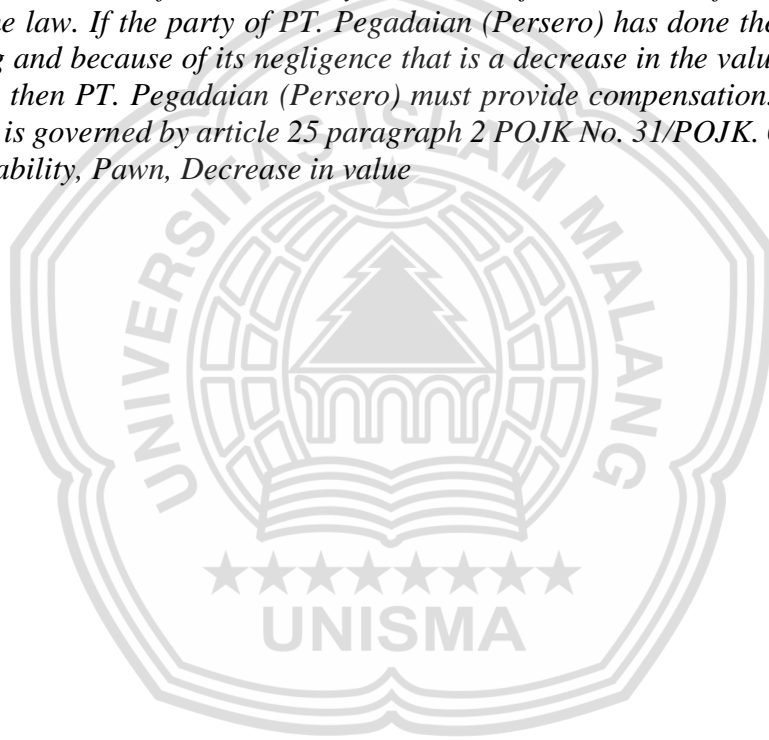 he law. If the party of PT. Pegadaian (Persero) has done the
g and because of its negligence that is a decrease in the valu
, then PT. Pegadaian (Persero) must provide compensation.
is governed by article 25 paragraph 2 POJK No. 31/POJK.
ability, Pawn, Decrease in value
UNIVERSITAS ISLAM MALANG
UNISMA